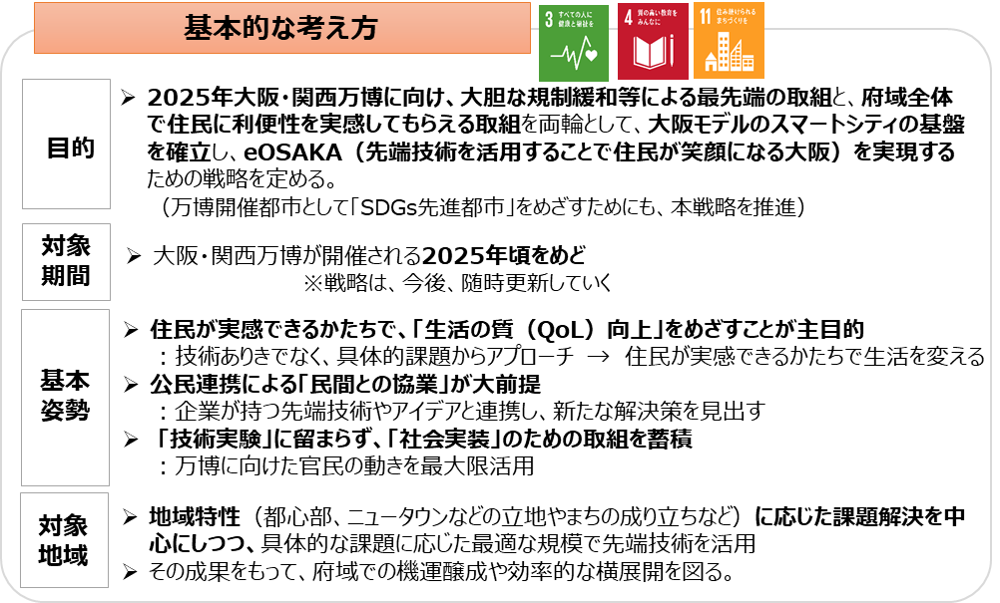 基本的な考え方
3 すべての人に
健康と福祉を
4 質の高い教育を
みんなに
11 住み続けられる
まちづくりを
目的
➢ 2025年大阪・関西万博に向け、大胆な規制緩和等による最先端の取組と、府域全体
で住民に利便性を実感してもらえる取組を両輪として、大阪モデルのスマートシティの基盤
を確立し、eOSAKA（先端技術を活用することで住民が笑顔になる大阪）を実現する
ための戦略を定める。
（万博開催都市として「SDGs先進都市」をめざすためにも、本戦略を推進）
対象
期間
➢ 大阪・関西万博が開催される2025年頃をめど
※戦略は、今後、随時更新していく
基本
姿勢
➢ 住民が実感できるかたちで、「生活の質（QoL）向上」をめざすことが主目的
：技術ありきでなく、具体的課題からアプローチ → 住民が実感できるかたちで生活を変える
➢ 公民連携による「民間との協業」が大前提
：企業が持つ先端技術やアイデアと連携し、新たな解決策を見出す
➢ 「技術実験」に留まらず、「社会実装」のための取組を蓄積
：万博に向けた官民の動きを最大限活用
対象
地域
➢ 地域特性（都心部、ニュータウンなどの立地やまちの成り立ちなど）に応じた課題解決を中
心にしつつ、具体的な課題に応じた最適な規模で先端技術を活用
➢ その成果をもって、府域での機運醸成や効率的な横展開を図る。